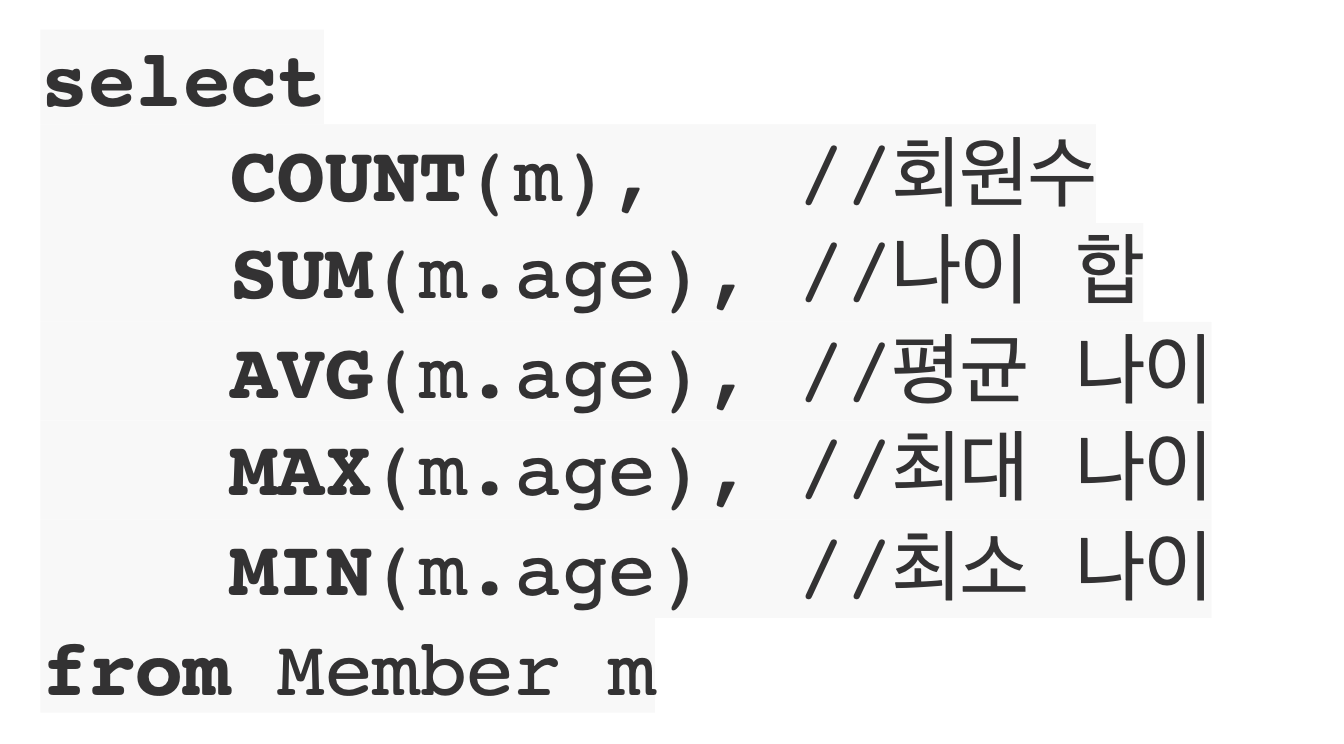 select
    COUNT(m),   //회원수
    SUM(m.age), //나이 합
    AVG(m.age), //평균 나이
    MAX(m.age), //최대 나이
    MIN(m.age)  //최소 나이
from Member m